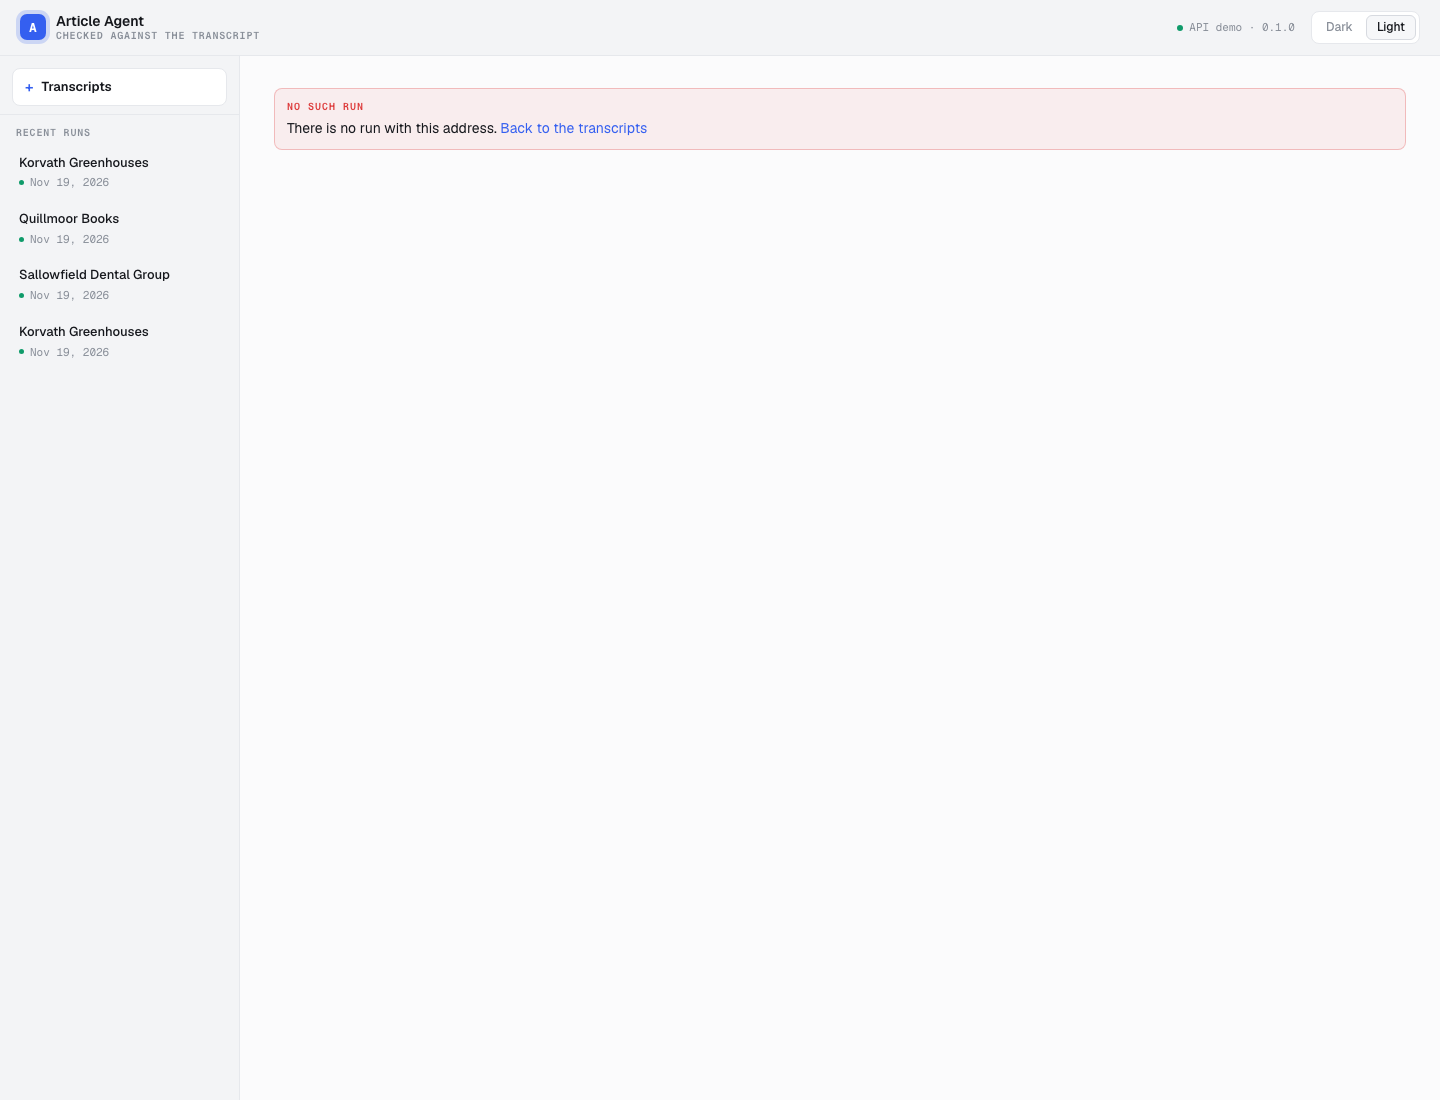 A
Article Agent
CHECKED AGAINST THE TRANSCRIPT
API demo · 0.1.0
Dark
Light
+ Transcripts
RECENT RUNS
Korvath Greenhouses
Nov 19, 2026
Quillmoor Books
Nov 19, 2026
Sallowfield Dental Group
Nov 19, 2026
Korvath Greenhouses
Nov 19, 2026
NO SUCH RUN
There is no run with this address. Back to the transcripts